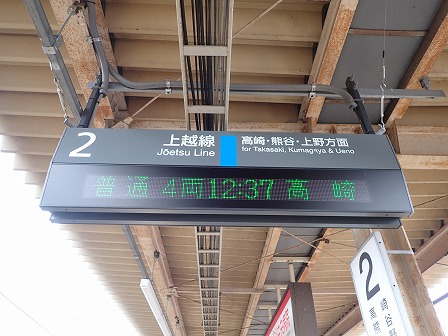 2
上越線
Jōetsu Line
高崎・熊谷・上野方面
for Takasaki, Kumagaya & Ueno
普通 4両 12:37 高崎
2